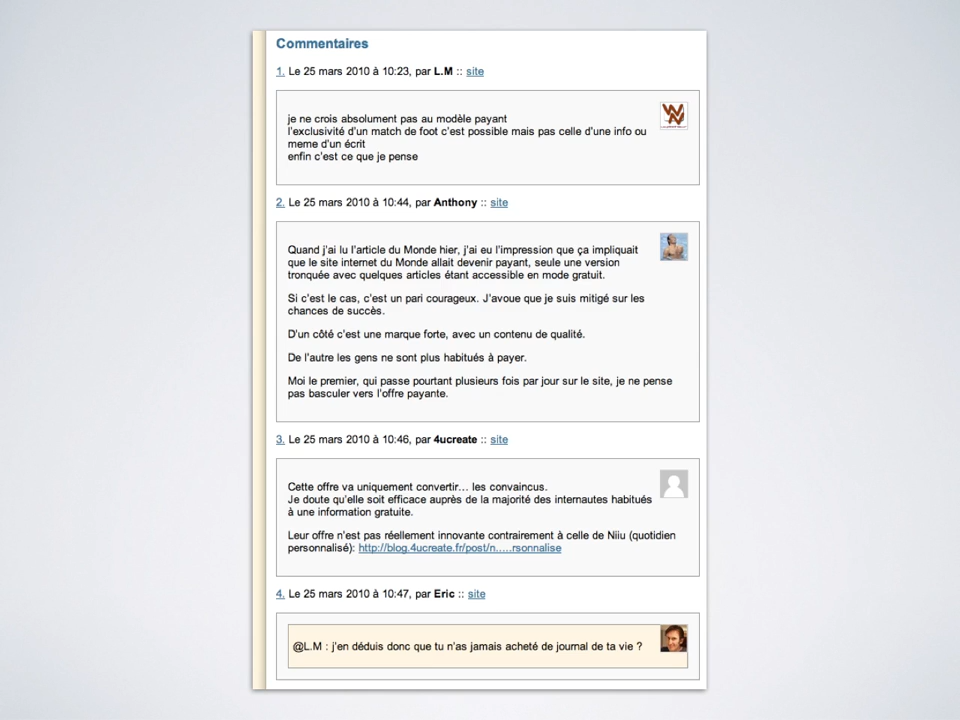 Commentaires
1. Le 25 mars 2010 à 10:23, par L.M :: site
je ne crois absolument pas au modèle payant
l'exclusivité d'un match de foot c'est possible mais pas celle d'une info ou
meme d'un écrit
enfin c'est ce que je pense
2. Le 25 mars 2010 à 10:44, par Anthony :: site
Quand j'ai lu l'article du Monde hier, j'ai eu l'impression que ça impliquait
que le site internet du Monde allait devenir payant, seule une version
tronquée avec quelques articles étant accessible en mode gratuit.
Si c'est le cas, c'est un pari courageux. J'avoue que je suis mitigé sur les
chances de succès.
D'un côté c'est une marque forte, avec un contenu de qualité.
De l'autre les gens ne sont plus habitués à payer.
Moi le premier, qui passe pourtant plusieurs fois par jour sur le site, je ne pense
pas basculer vers l'offre payante.
3. Le 25 mars 2010 à 10:46, par 4ucreate :: site
Cette offre va uniquement convertir... les convaincus.
Je doute qu'elle soit efficace auprès de la majorité des internautes habitués
à une information gratuite.
Leur offre n'est pas réellement innovante contrairement à celle de Niiu (quotidien
personnalisé): http://blog.4ucreate.fr/post/n.....rsonnalise
4. Le 25 mars 2010 à 10:47, par Eric :: site
@L.M : j'en déduis donc que tu n'as jamais acheté de journal de ta vie ?